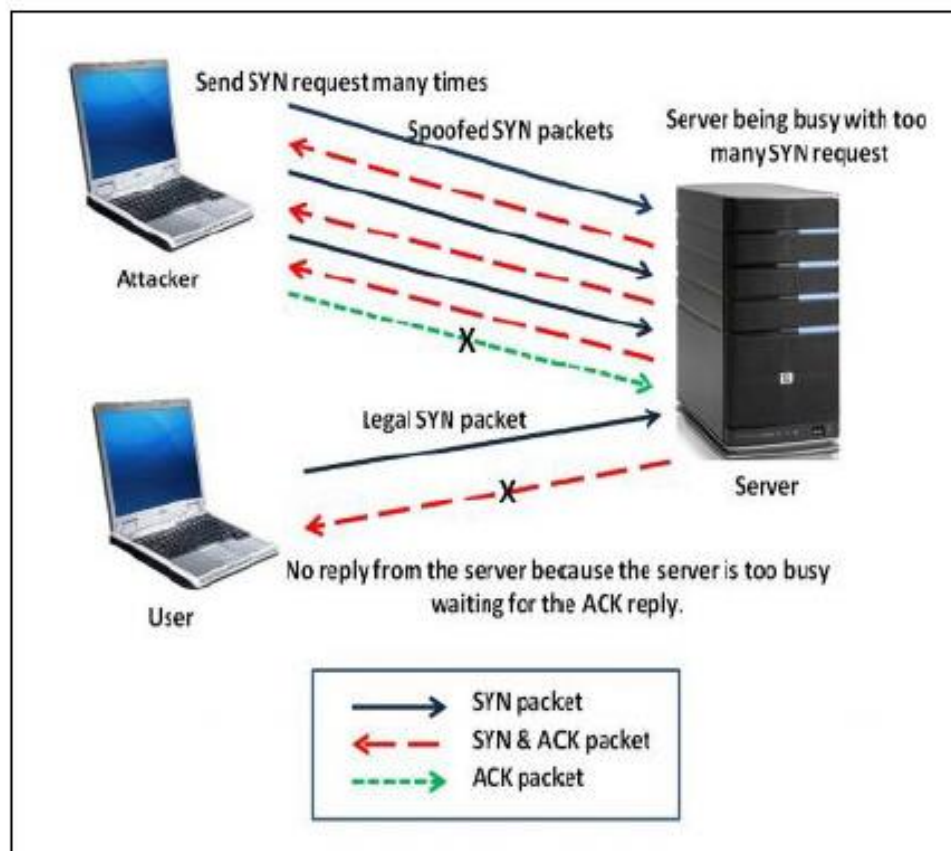 Send SYN request many times
Spoofed SYN packets
Server being busy with too
many SYN request
Attacker
X
Legal SYN packet
X
Server
User
No reply from the server because the server is too busy
waiting for the ACK reply.
SYN packet
SYN & ACK packet
ACK packet